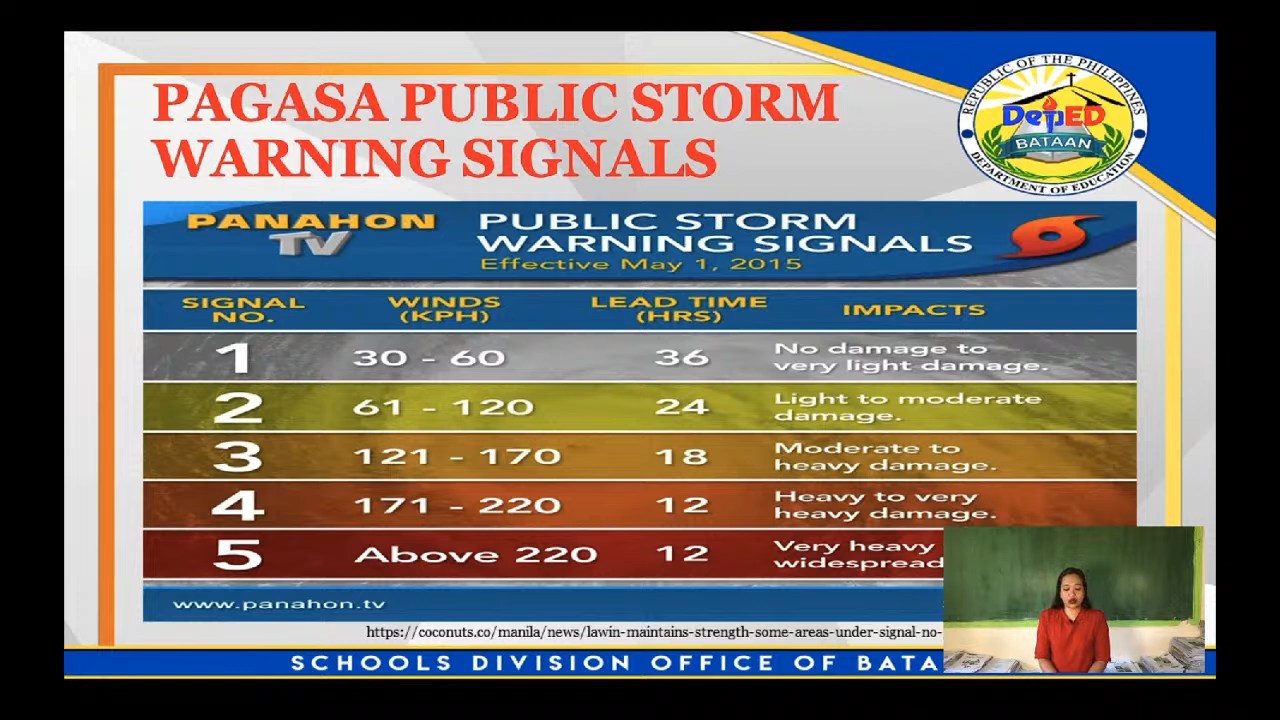 PAGASA PUBLIC STORM
WARNING SIGNALS
REPUBLIC OF THE PHILIPPINES
DepED
BATAAN
DEPARTMENT OF EDUCATION
PANAHON
TV
PUBLIC STORM
WARNING SIGNALS
Effective May 1, 2015
SIGNAL NO. WINDS (KPH) LEAD TIME (HRS) IMPACTS
1 30 - 60 36 No damage to
very light damage.
2 61 - 120 24 Light to moderate
damage.
3 121 - 170 18 Moderate to
heavy damage.
4 171 - 220 12 Heavy to very
heavy damage.
5 Above 220 12 Very heavy
widespread
www.panahon.tv
https://coconuts.co/manila/news/lawin-maintains-strength-some-areas-under-signal-no-
SCHOOLS DIVISION OFFICE OF BATA